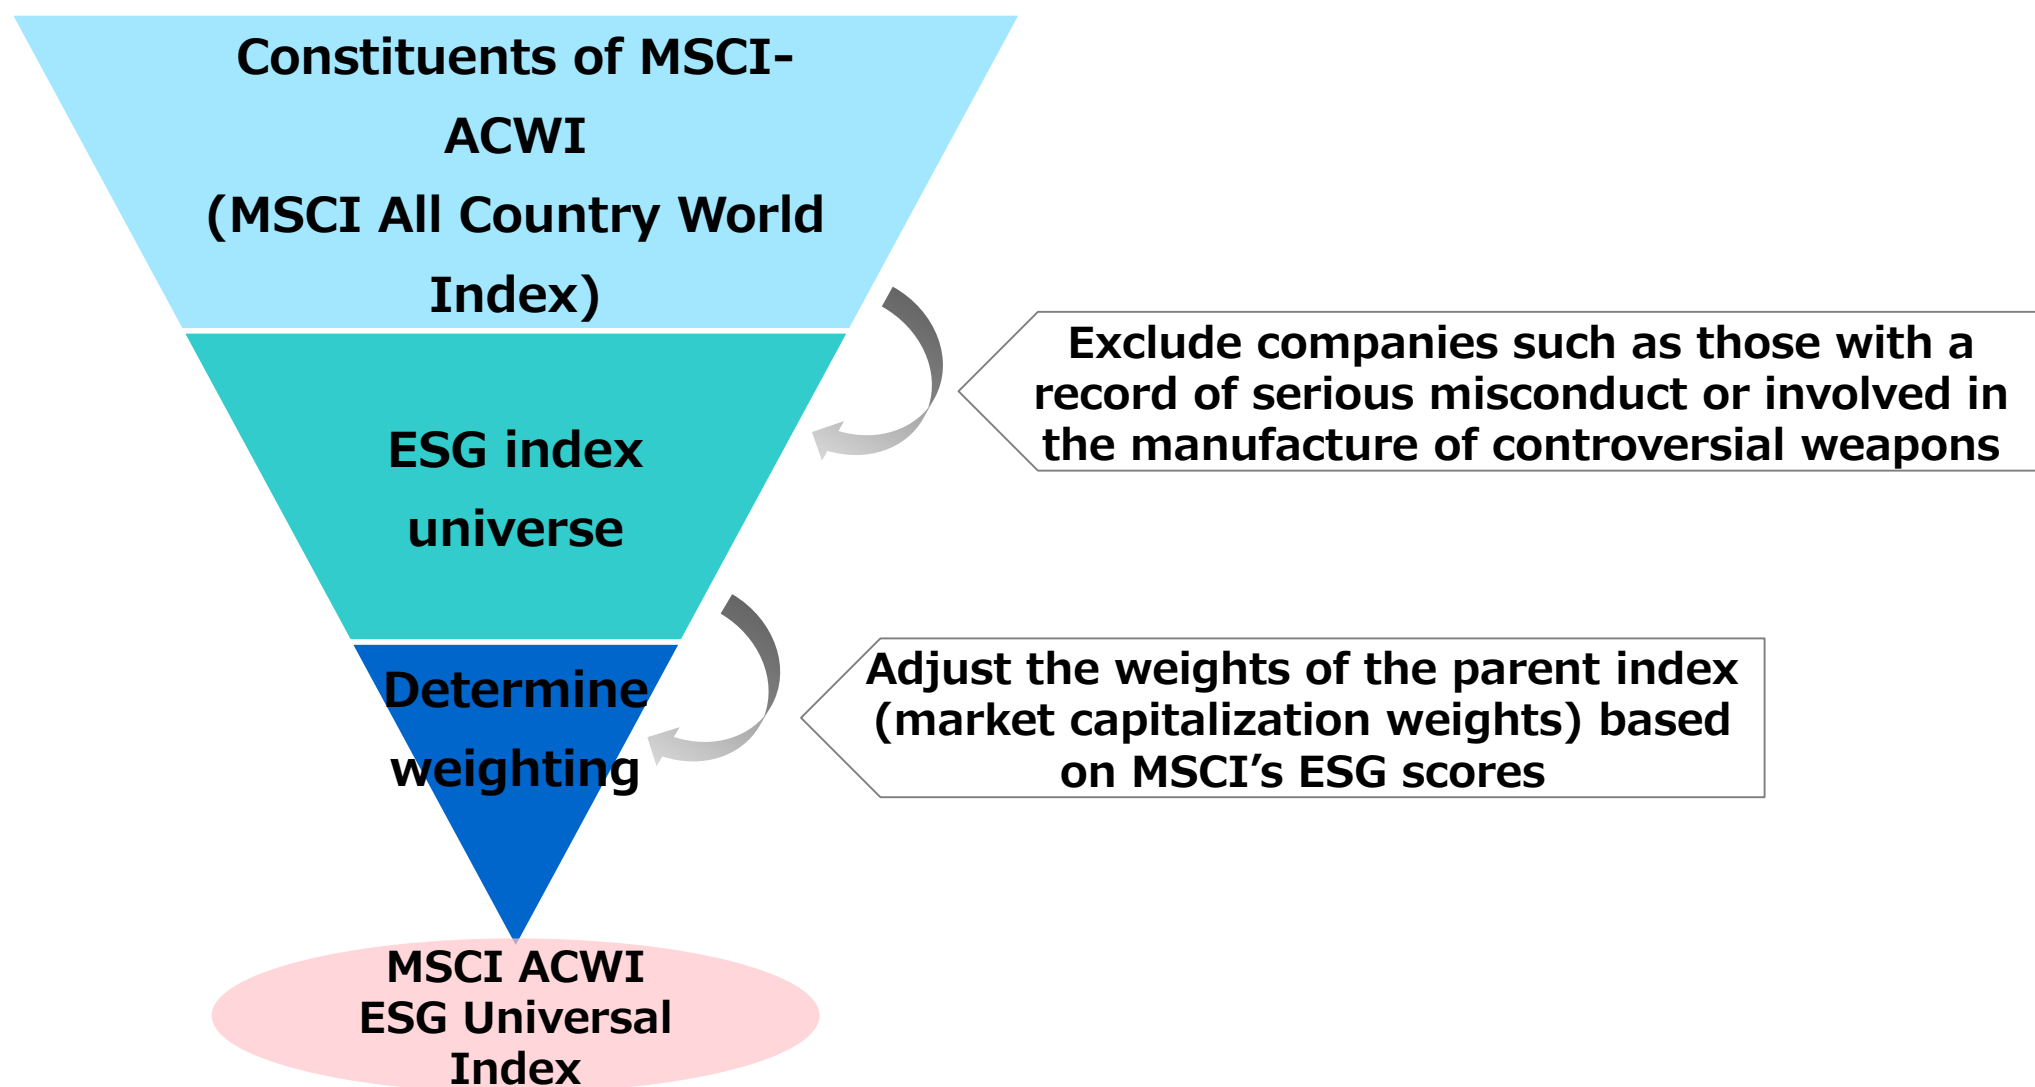 Constituents of MSCI-
ACWI
(MSCI All Country World
Index)
Exclude companies such as those with a
record of serious misconduct or involved in
the manufacture of controversial weapons
ESG index
universe
Determine
weighting
Adjust the weights of the parent index
(market capitalization weights) based
on MSCI’s ESG scores
MSCI ACWI
ESG Universal
Index